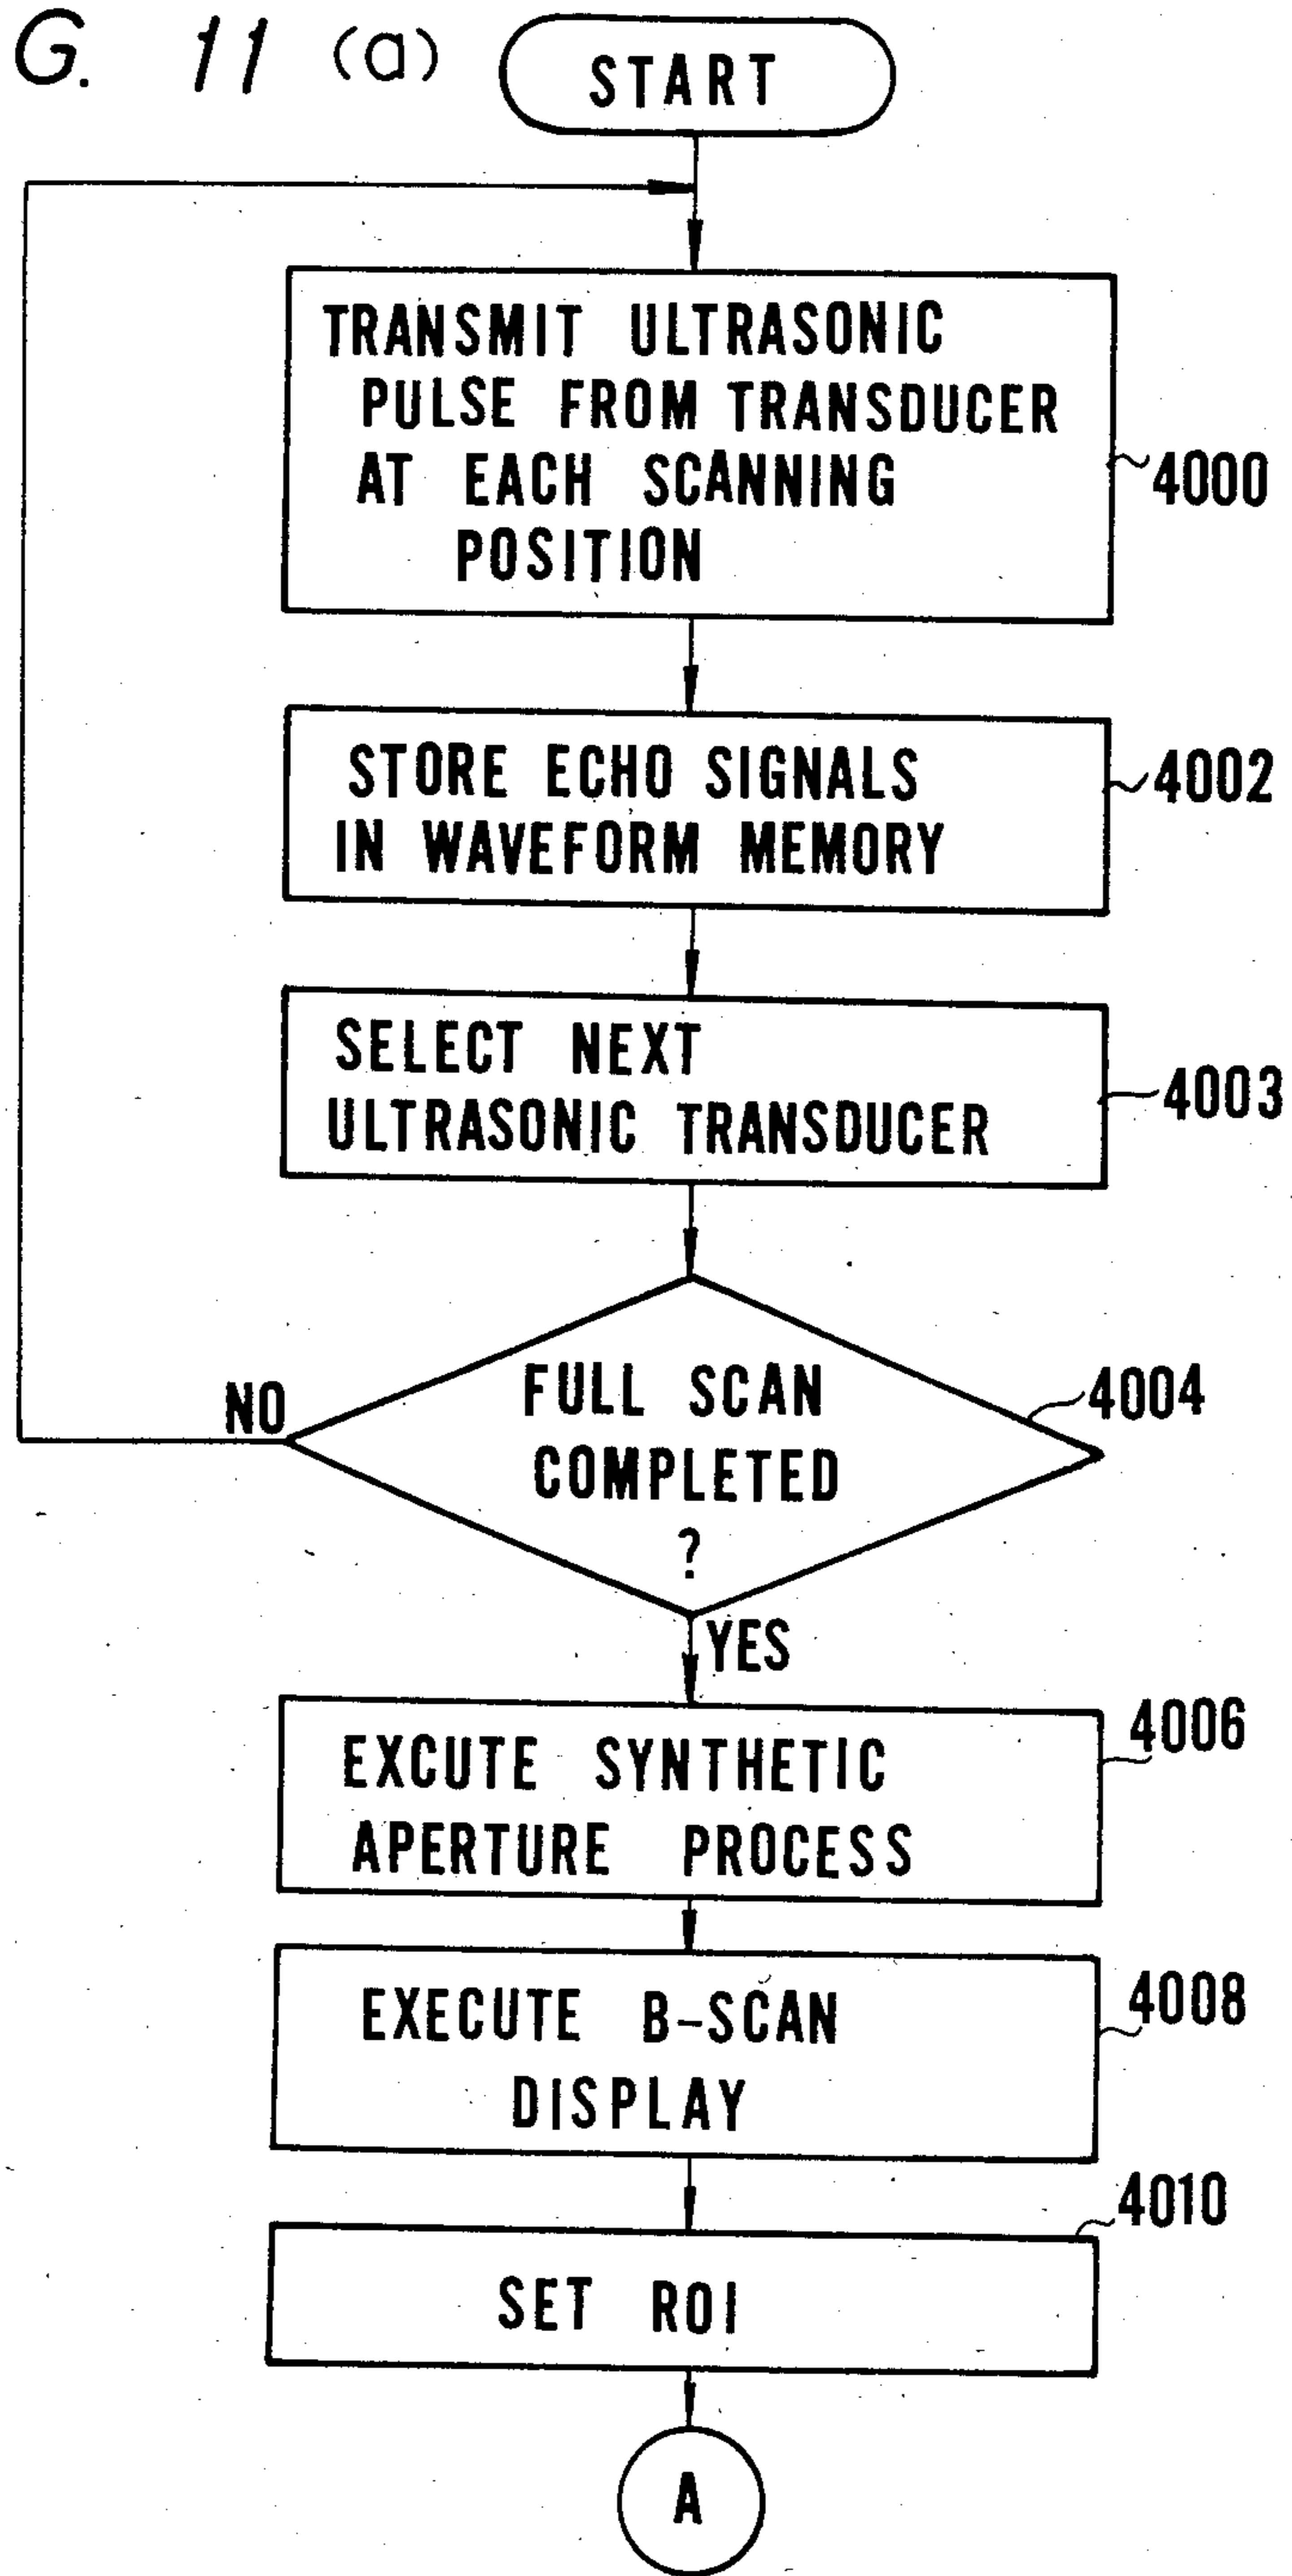 G. 11 (a)
START
TRANSMIT ULTRASONIC
PULSE FROM TRANSDUCER
AT EACH SCANNING
POSITION
4000
STORE ECHO SIGNALS
IN WAVEFORM MEMORY
4002
SELECT NEXT
ULTRASONIC TRANSDUCER
4003
FULL SCAN
COMPLETED
?
4004
NO
YES
EXCUTE SYNTHETIC
APERTURE PROCESS
4006
EXECUTE B-SCAN
DISPLAY
4008
SET ROI
4010
A